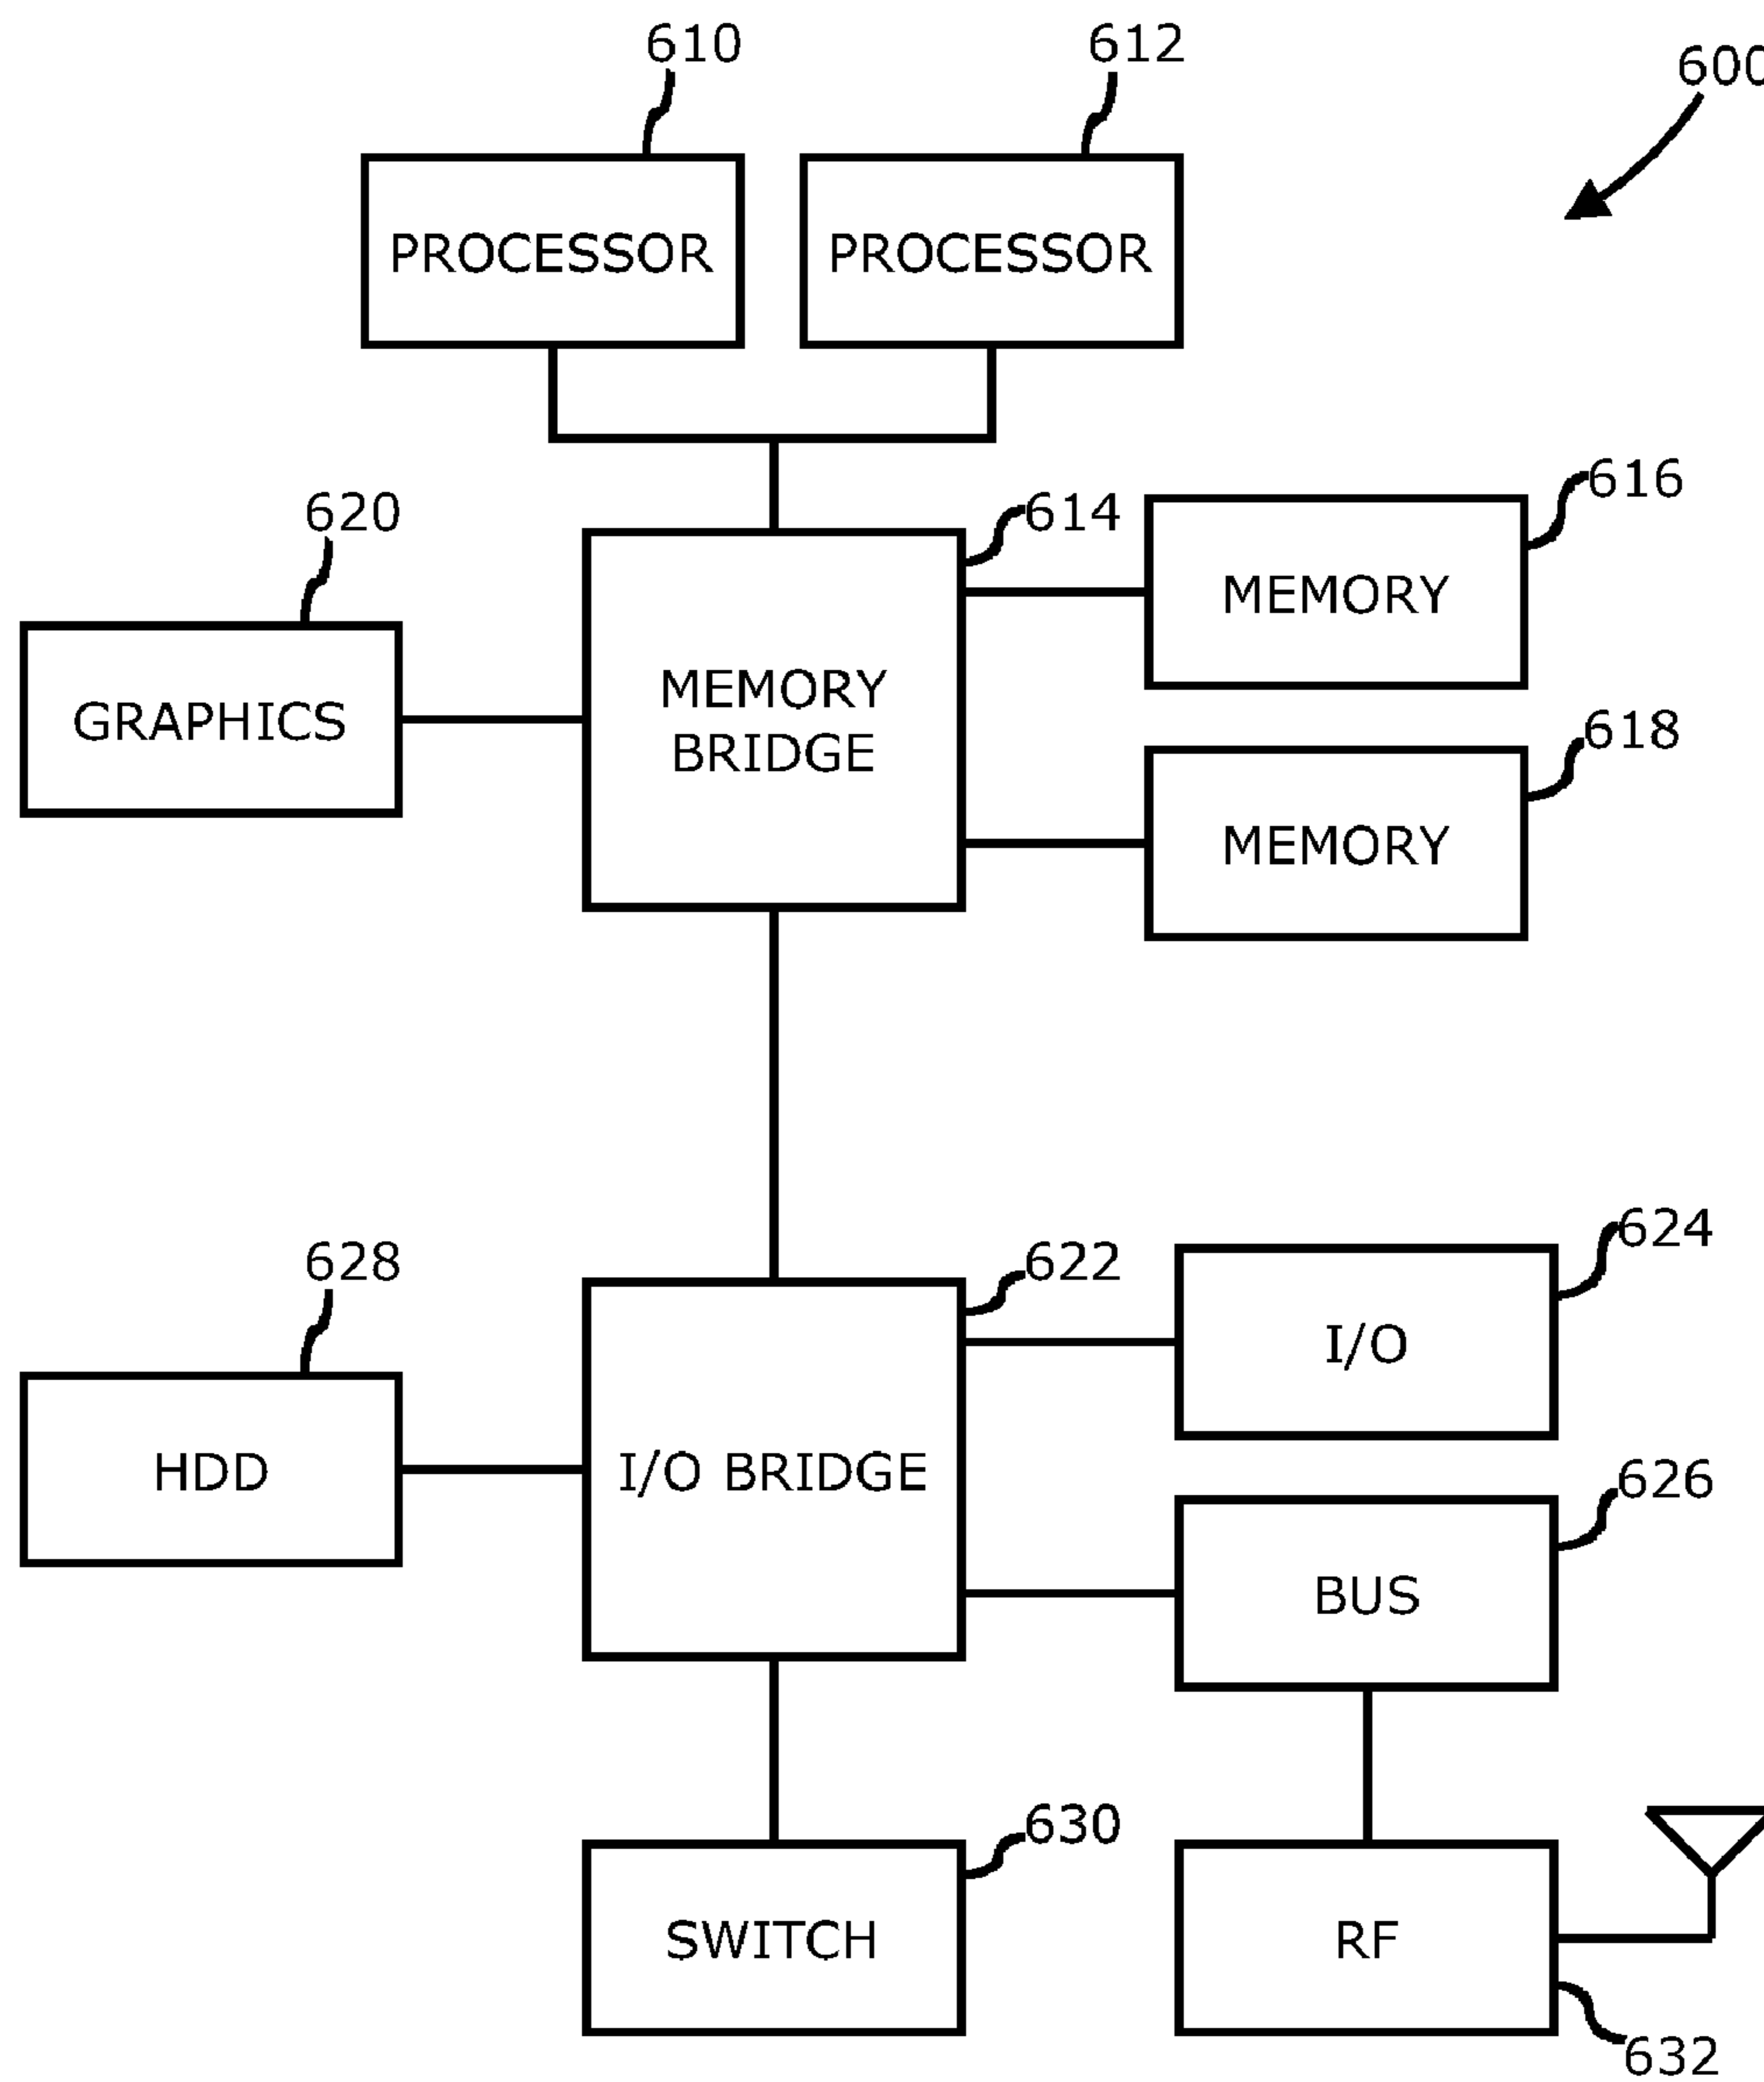 610
612
600
PROCESSOR
PROCESSOR
616
620
614
MEMORY
MEMORY
BRIDGE
GRAPHICS
618
MEMORY
624
628
622
I/O
HDD
I/O BRIDGE
626
BUS
630
SWITCH
RF
632